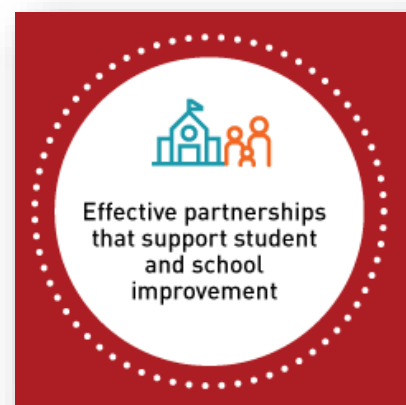 Effective partnerships
that support student
and school
improvement